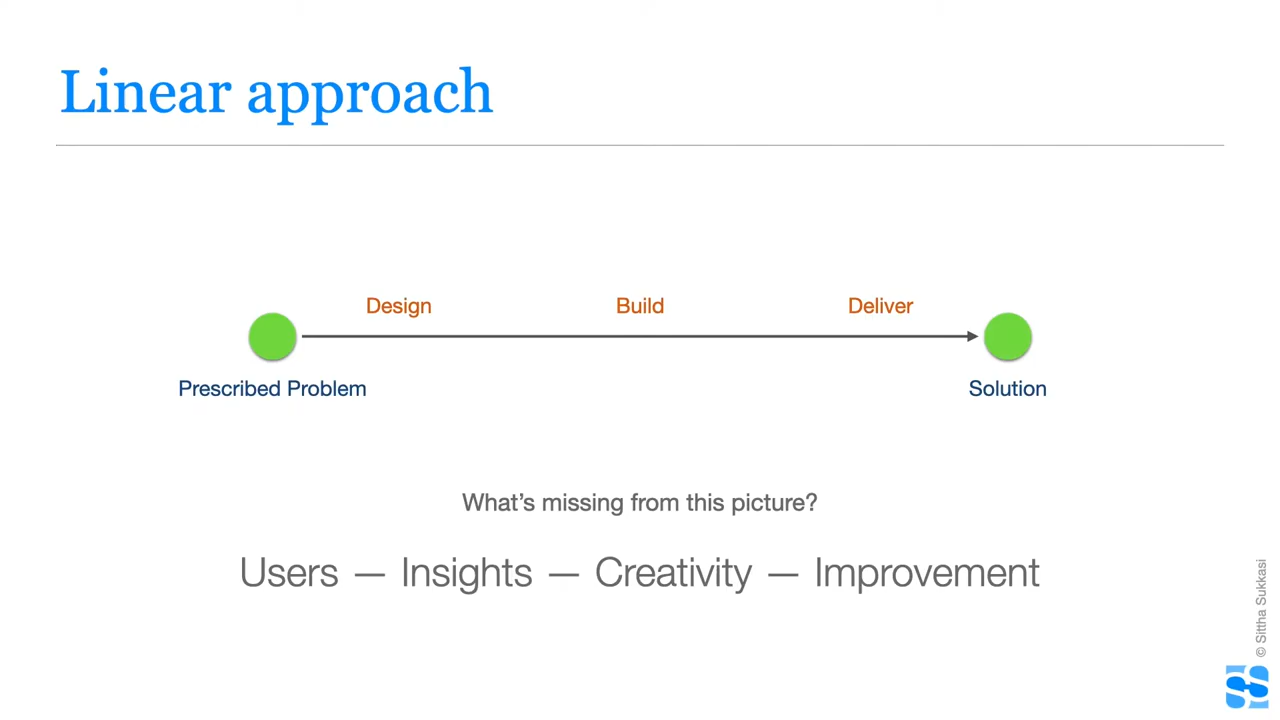 Linear approach
Design Build Deliver
Prescribed Problem Solution
What's missing from this picture?
Users — Insights — Creativity — Improvement
© Sittha Sukkasi